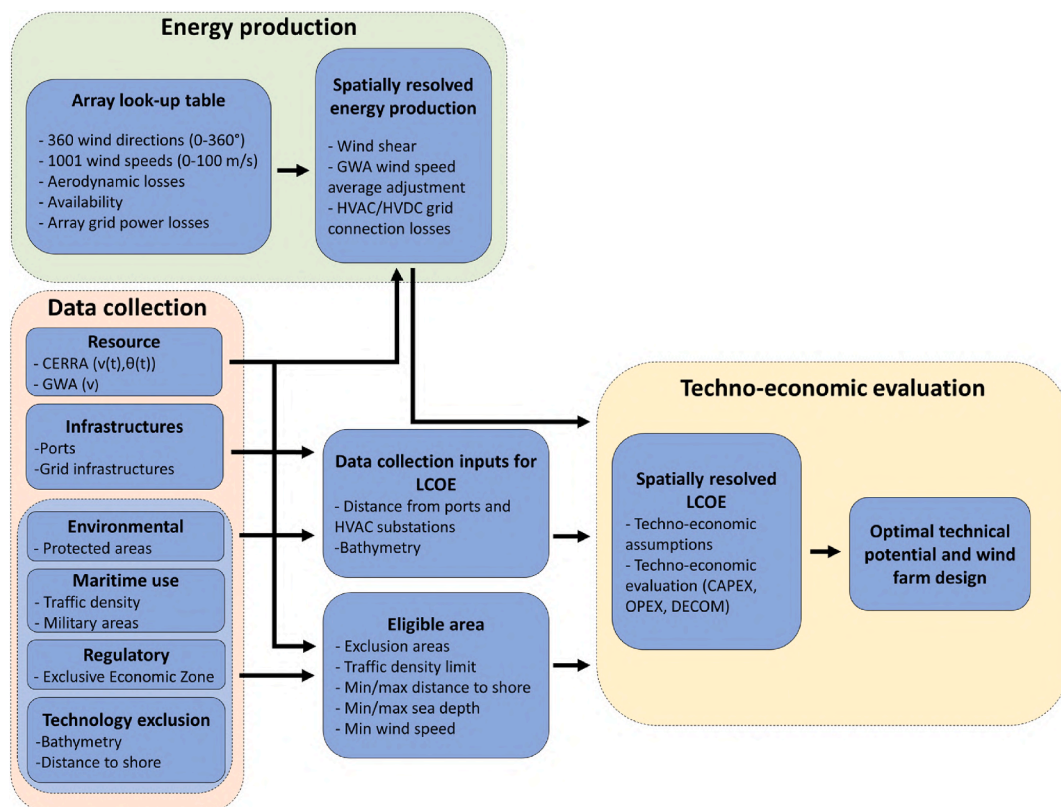 Energy production
Array look-up table
- 360 wind directions (0-360°)
- 1001 wind speeds (0-100 m/s)
- Aerodynamic losses
- Availability
- Array grid power losses
Spatially resolved
energy production
- Wind shear
- GWA wind speed
average adjustment
- HVAC/HVDC grid
connection losses
Data collection
Resource
- CERRA (v(t),θ(t))
- GWA (v)
Infrastructures
-Ports
-Grid infrastructures
Environmental
- Protected areas
Maritime use
- Traffic density
- Military areas
Regulatory
- Exclusive Economic Zone
Technology exclusion
-Bathymetry
-Distance to shore
Data collection inputs for
LCOE
- Distance from ports and
HVAC substations
-Bathymetry
Eligible area
- Exclusion areas
- Traffic density limit
- Min/max distance to shore
- Min/max sea depth
- Min wind speed
Techno-economic evaluation
Spatially resolved
LCOE
- Techno-economic
assumptions
- Techno-economic
evaluation (CAPEX,
OPEX, DECOM)
Optimal technical
potential and wind
farm design